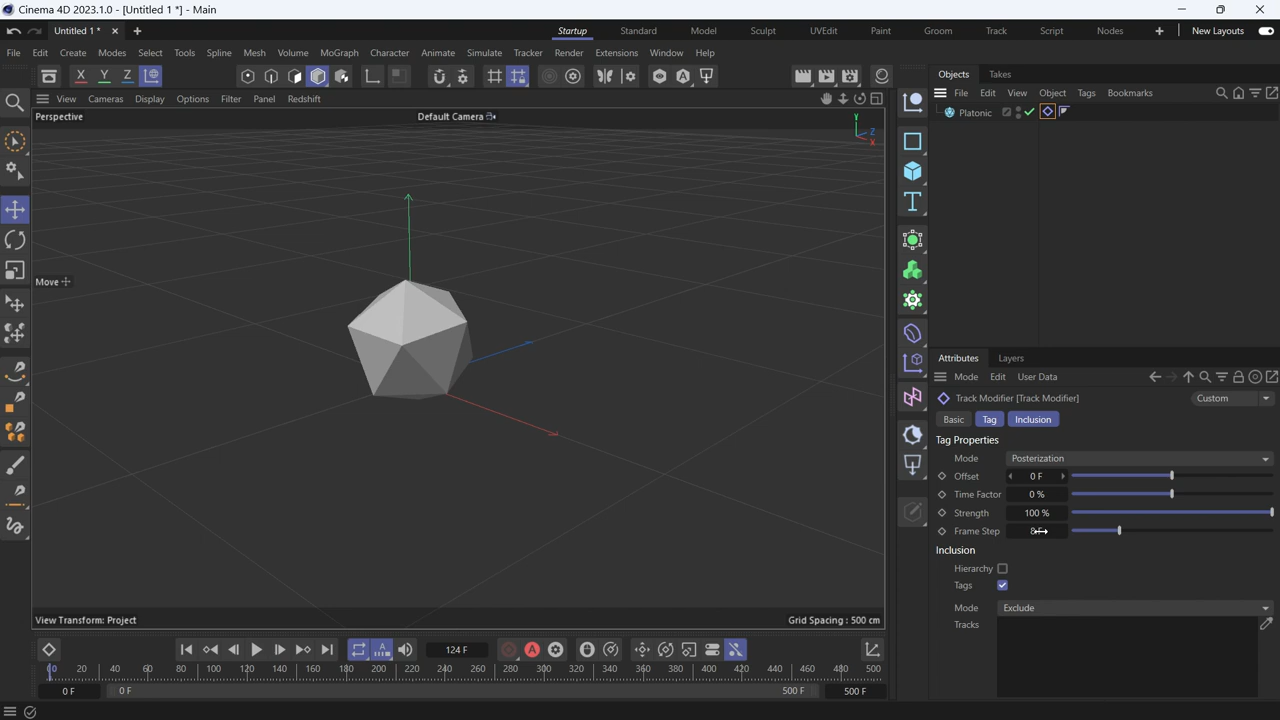 Cinema 4D 2023.1.0 - [Untitled 1 *] - Main
Untitled 1 *
Startup Standard Model Sculpt UVEdit Paint Track Groom Script Nodes New Layouts
File Edit Create Modes Select Tools Spline Mesh Volume MoGraph Character Animate Simulate Tracker Render Extensions Window Help
X Y Z
Objects Takes
View Cameras Display Options Filter Panel Redshift
File Edit View Object Tags Bookmarks
Perspective
Default Camera
Y
Z
X
Platonic
Move
Attributes Layers
Mode Edit User Data
Track Modifier [Track Modifier]
Custom
Basic Tag Inclusion
Tag Properties
Mode Posterization
Offset 0 F
Time Factor 0 %
Strength 100 %
Frame Step
Inclusion
Hierarchy
Tags
Mode Exclude
Tracks
View Transform: Project
Grid Spacing : 500 cm
124 F
20 40 60 80 100 120 140 160 180 200 220 240 260 280 300 320 340 360 380 400 420 440 460 480 500
0 F
0 F
500 F
500 F